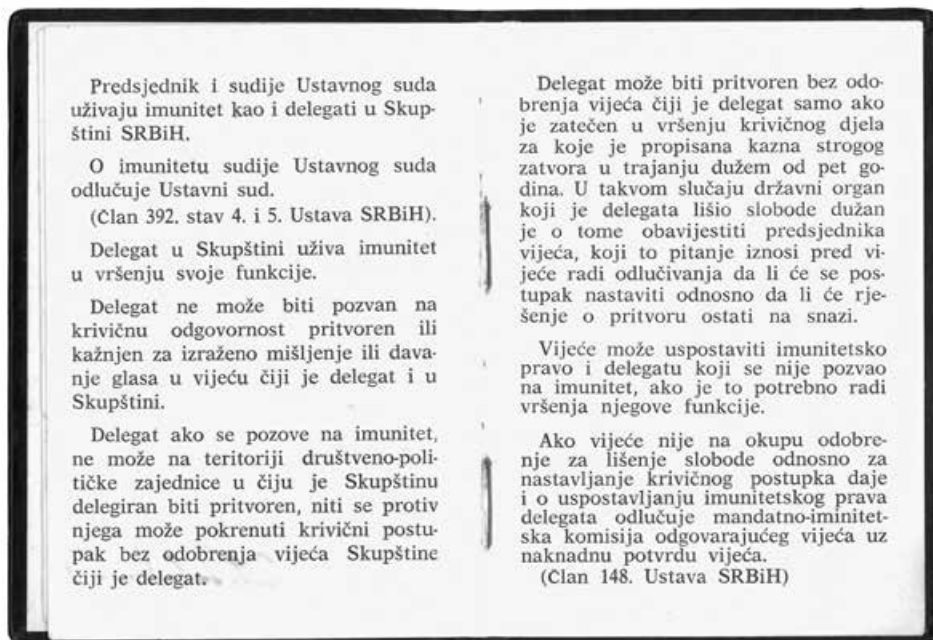 Predsjednik i sudije Ustavnog suda
uživaju imunitet kao i delegati u Skup-
štini SRBiH.
O imunitetu sudije Ustavnog suda
odlučuje Ustavni sud.
(Član 392. stav 4. i 5. Ustava SRBiH).
Delegat u Skupštini uživa imunitet
u vršenju svoje funkcije.
Delegat ne može biti pozvan na
krivičnu odgovornost pritvoren ili
kažnjen za izraženo mišljenje ili dava-
nje glasa u vijeću čiji je delegat i u
Skupštini.
Delegat ako se pozove na imunitet,
ne može na teritoriji društveno-poli-
tičke zajednice u čiju je Skupštinu
delegiran biti pritvoren, niti se protiv
njega može pokrenuti krivični postu-
pak bez odobrenja vijeća Skupštine
čiji je delegat.
Delegat može biti pritvoren bez odo-
brenja vijeća čiji je delegat samo ako
je zatečen u vršenju krivičnog djela
za koje je propisana kazna strogog
zatvora u trajanju dužem od pet go-
dina. U takvom slučaju državni organ
koji je delegata lišio slobode dužan
je o tome obavijestiti predsjednika
vijeća, koji to pitanje iznosi pred vi-
jeće radi odlučivanja da li će se pos-
tupak nastaviti odnosno da li će rje-
šenje o pritvoru ostati na snazi.
Vijeće može uspostaviti imunitetsko
pravo i delegatu koji se nije pozvao
na imunitet, ako je to potrebno radi
vršenja njegove funkcije.
Ako vijeće nije na okupu odobre-
nje za lišenje slobode odnosno za
nastavljanje krivičnog postupka daje
i o uspostavljanju imunitetskog prava
delegata odlučuje mandatno-iminitet-
ska komisija odgovarajućeg vijeća uz
naknadnu potvrdu vijeća.
(Član 148. Ustava SRBiH)